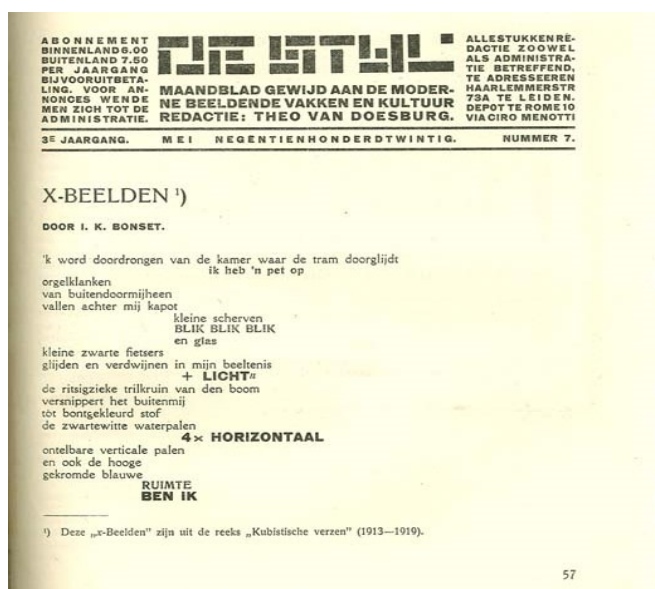 ABONNEMENT
BINNENLAND 6.00
BUITENLAND 7.50
PER JAARGANG
BIJ VOORUITBETA-
LING. VOOR AN-
NONCES WENDE
MEN ZICH TOT DE
ADMINISTRATIE.
DE STIJL
MAANDBLAD GEWIJD AAN DE MODER-
NE BEELDENDE VAKKEN EN KULTUUR
REDACTIE: THEO VAN DOESBURG.
ALLE STUKKEN RE-
DACTIE ZOOWEL
ALS ADMINISTRA-
TIE BETREFFEND,
TE ADRESSEEREN
HAARLEMMERSTR
73A TE LEIDEN.
DEPOT TE ROME 10
VIA CIRO MENOTTI
3E JAARGANG. MEI NEGENTIENHONDERDTWINTIG. NUMMER 7.
X-BEELDEN ¹)
DOOR I. K. BONSET.
'k word doordrongen van de kamer waar de tram doorglijdt
ik heb 'n pet op
orgelklanken
van buitendoormijheen
vallen achter mij kapot
kleine scherven
BLIK BLIK BLIK
en glas
kleine zwarte fietsers
glijden en verdwijnen in mijn beeltenis
+ LICHTⁿ
de ritsigzieke trilkruin van den boom
versnippert het buitenmij
tot bontgekleurd stof
de zwartewitte waterpalen
4 × HORIZONTAAL
ontelbare verticale palen
en ook de hooge
gekromde blauwe
RUIMTE
BEN IK
¹) Deze „x-Beelden" zijn uit de reeks „Kubistische verzen" (1913—1919).
57